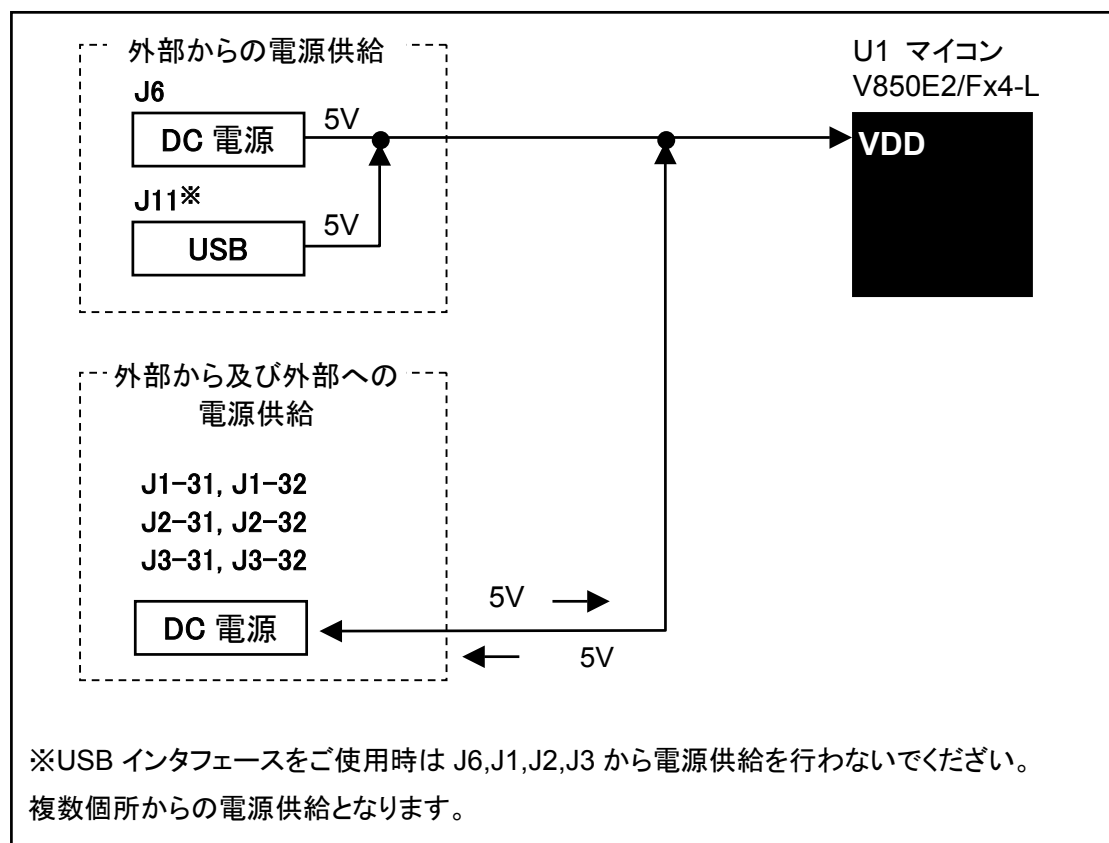 外部からの電源供給
J6
DC 電源
5V
J11※
USB
5V
U1 マイコン
V850E2/Fx4-L
VDD
外部から及び外部への
電源供給
J1-31, J1-32
J2-31, J2-32
J3-31, J3-32
DC 電源
5V
5V
※USB インタフェースをご使用時は J6,J1,J2,J3 から電源供給を行わないでくださぃ。
複数個所からの電源供給となります。